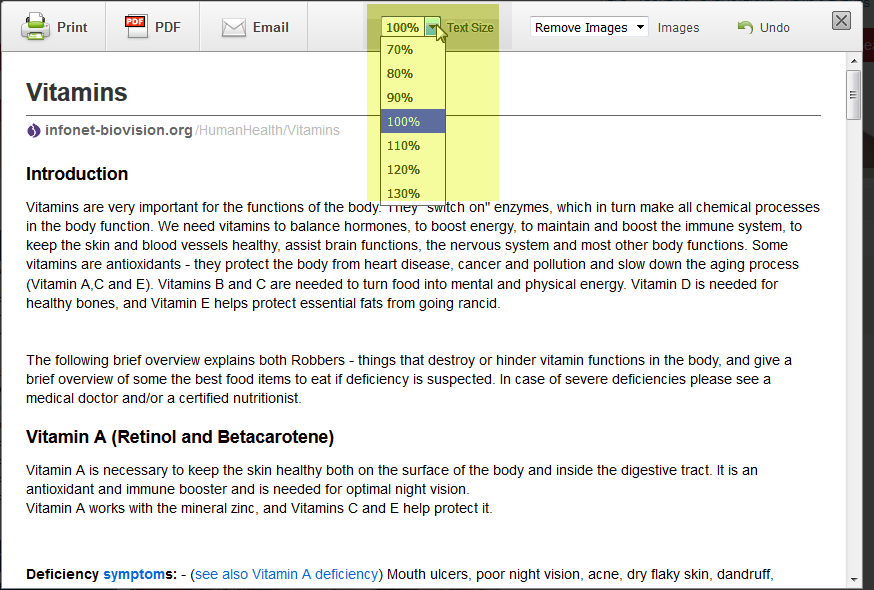 Print
PDF
PDF
Email
100%
Text Size
Remove Images
Images
Undo
70%
80%
90%
100%
110%
120%
130%
Vitamins
infonet-biovision.org/HumanHealth/Vitamins
Introduction
Vitamins are very important for the functions of the body. They "switch on" enzymes, which in turn make all chemical processes
in the body function. We need vitamins to balance hormones, to boost energy, to maintain and boost the immune system, to
keep the skin and blood vessels healthy, assist brain functions, the nervous system and most other body functions. Some
vitamins are antioxidants - they protect the body from heart disease, cancer and pollution and slow down the aging process
(Vitamin A,C and E). Vitamins B and C are needed to turn food into mental and physical energy. Vitamin D is needed for
healthy bones, and Vitamin E helps protect essential fats from going rancid.
The following brief overview explains both Robbers - things that destroy or hinder vitamin functions in the body, and give a
brief overview of some the best food items to eat if deficiency is suspected. In case of severe deficiencies please see a
medical doctor and/or a certified nutritionist.
Vitamin A (Retinol and Betacarotene)
Vitamin A is necessary to keep the skin healthy both on the surface of the body and inside the digestive tract. It is an
antioxidant and immune booster and is needed for optimal night vision.
Vitamin A works with the mineral zinc, and Vitamins C and E help protect it.
Deficiency symptoms: - (see also Vitamin A deficiency) Mouth ulcers, poor night vision, acne, dry flaky skin, dandruff,